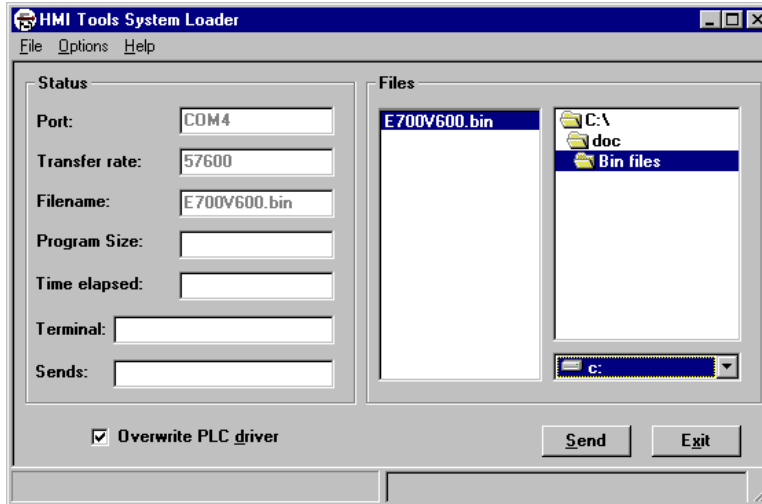 HMI Tools System Loader
File Options Help
Status
Port: COM4
Transfer rate: 57600
Filename: E700V600.bin
Program Size:
Time elapsed:
Terminal:
Sends:
Files
E700V600.bin
C:\
doc
Bin files
c:
Overwrite PLC driver
Send Exit